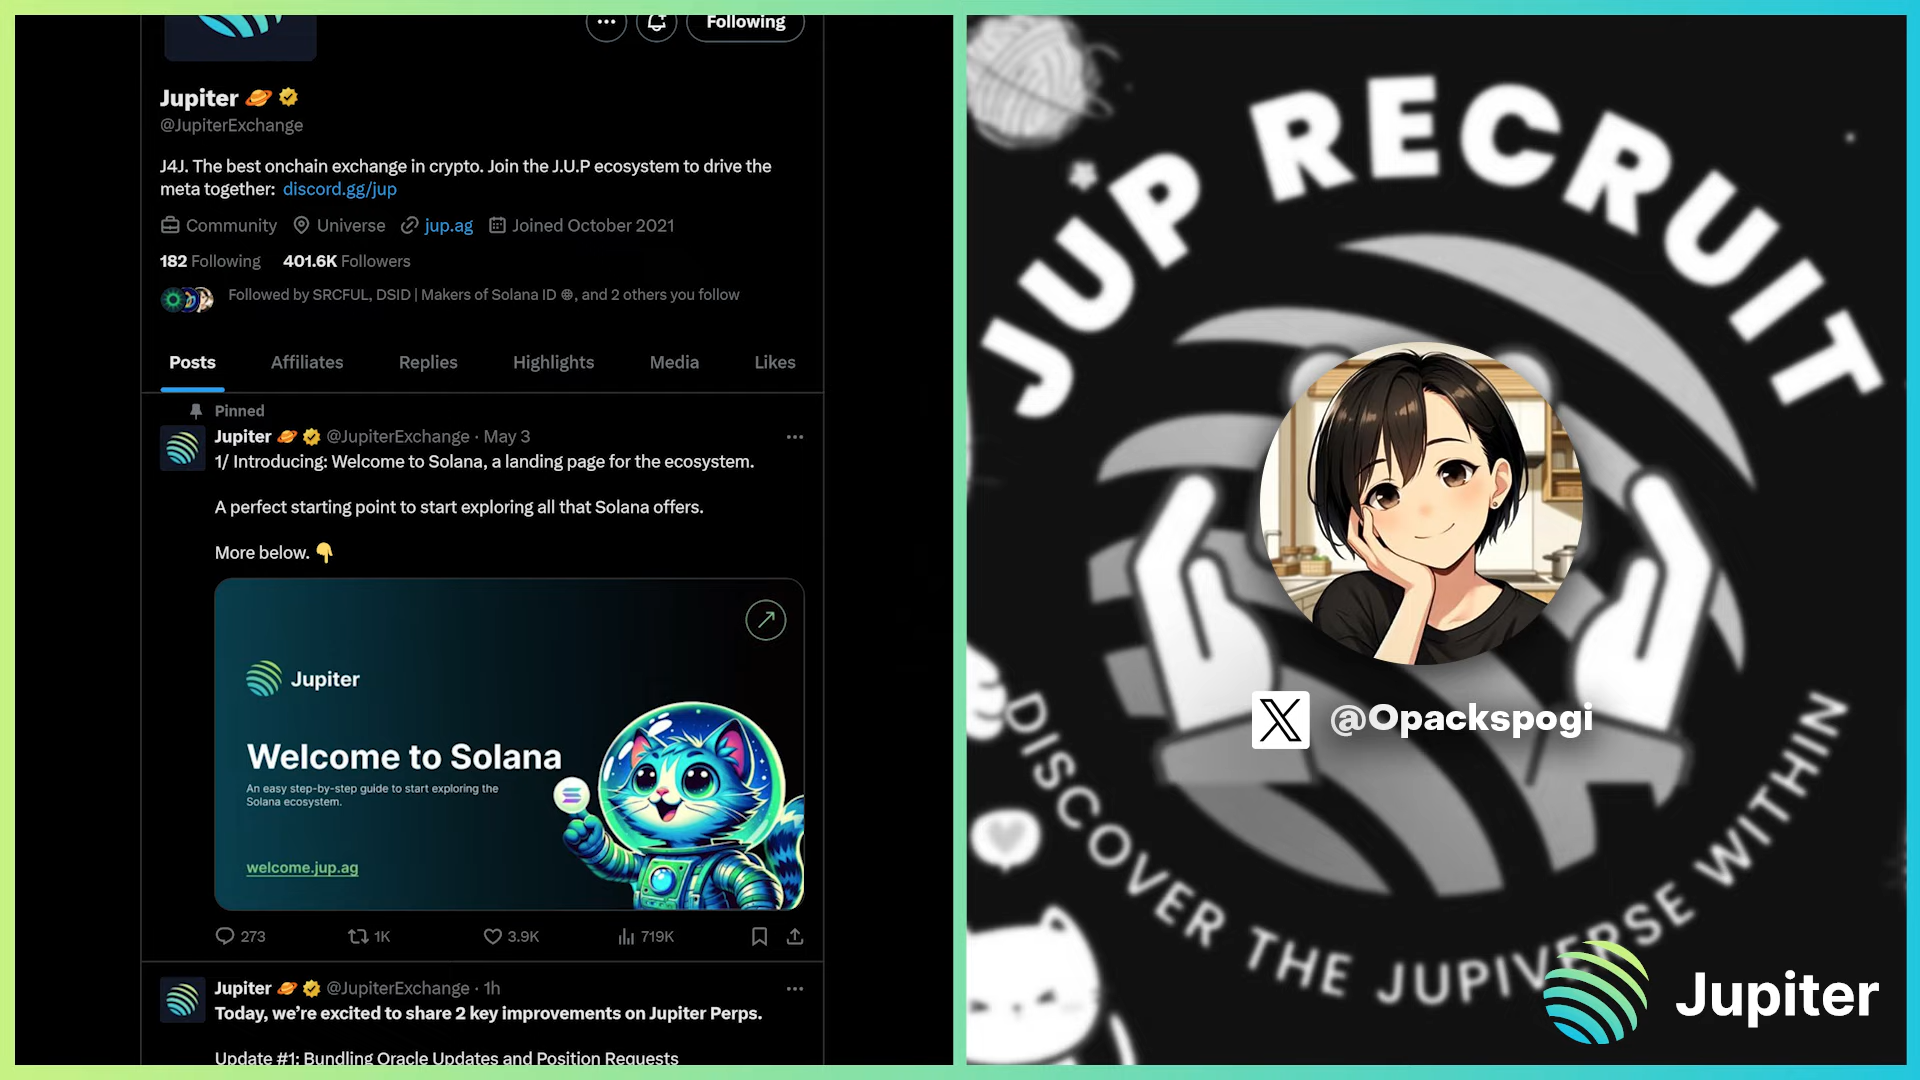 Following
Jupiter
@JupiterExchange
J4J. The best onchain exchange in crypto. Join the J.U.P ecosystem to drive the
meta together: discord.gg/jup
Community Universe jup.ag Joined October 2021
182 Following 401.6K Followers
Followed by SRCFUL, DSID | Makers of Solana ID, and 2 others you follow
Posts Affiliates Replies Highlights Media Likes
Pinned
Jupiter @JupiterExchange · May 3
1/ Introducing: Welcome to Solana, a landing page for the ecosystem.
A perfect starting point to start exploring all that Solana offers.
More below. 👇
Jupiter
Welcome to Solana
An easy step-by-step guide to start exploring the
Solana ecosystem.
welcome.jup.ag
273 1K 3.9K 719K
Jupiter @JupiterExchange · 1h
Today, we're excited to share 2 key improvements on Jupiter Perps.
Update #1: Bundling Oracle Updates and Position Requests
JUP RECRUIT
@Opackspogi
DISCOVER THE JUPIVERSE WITHIN
Jupiter